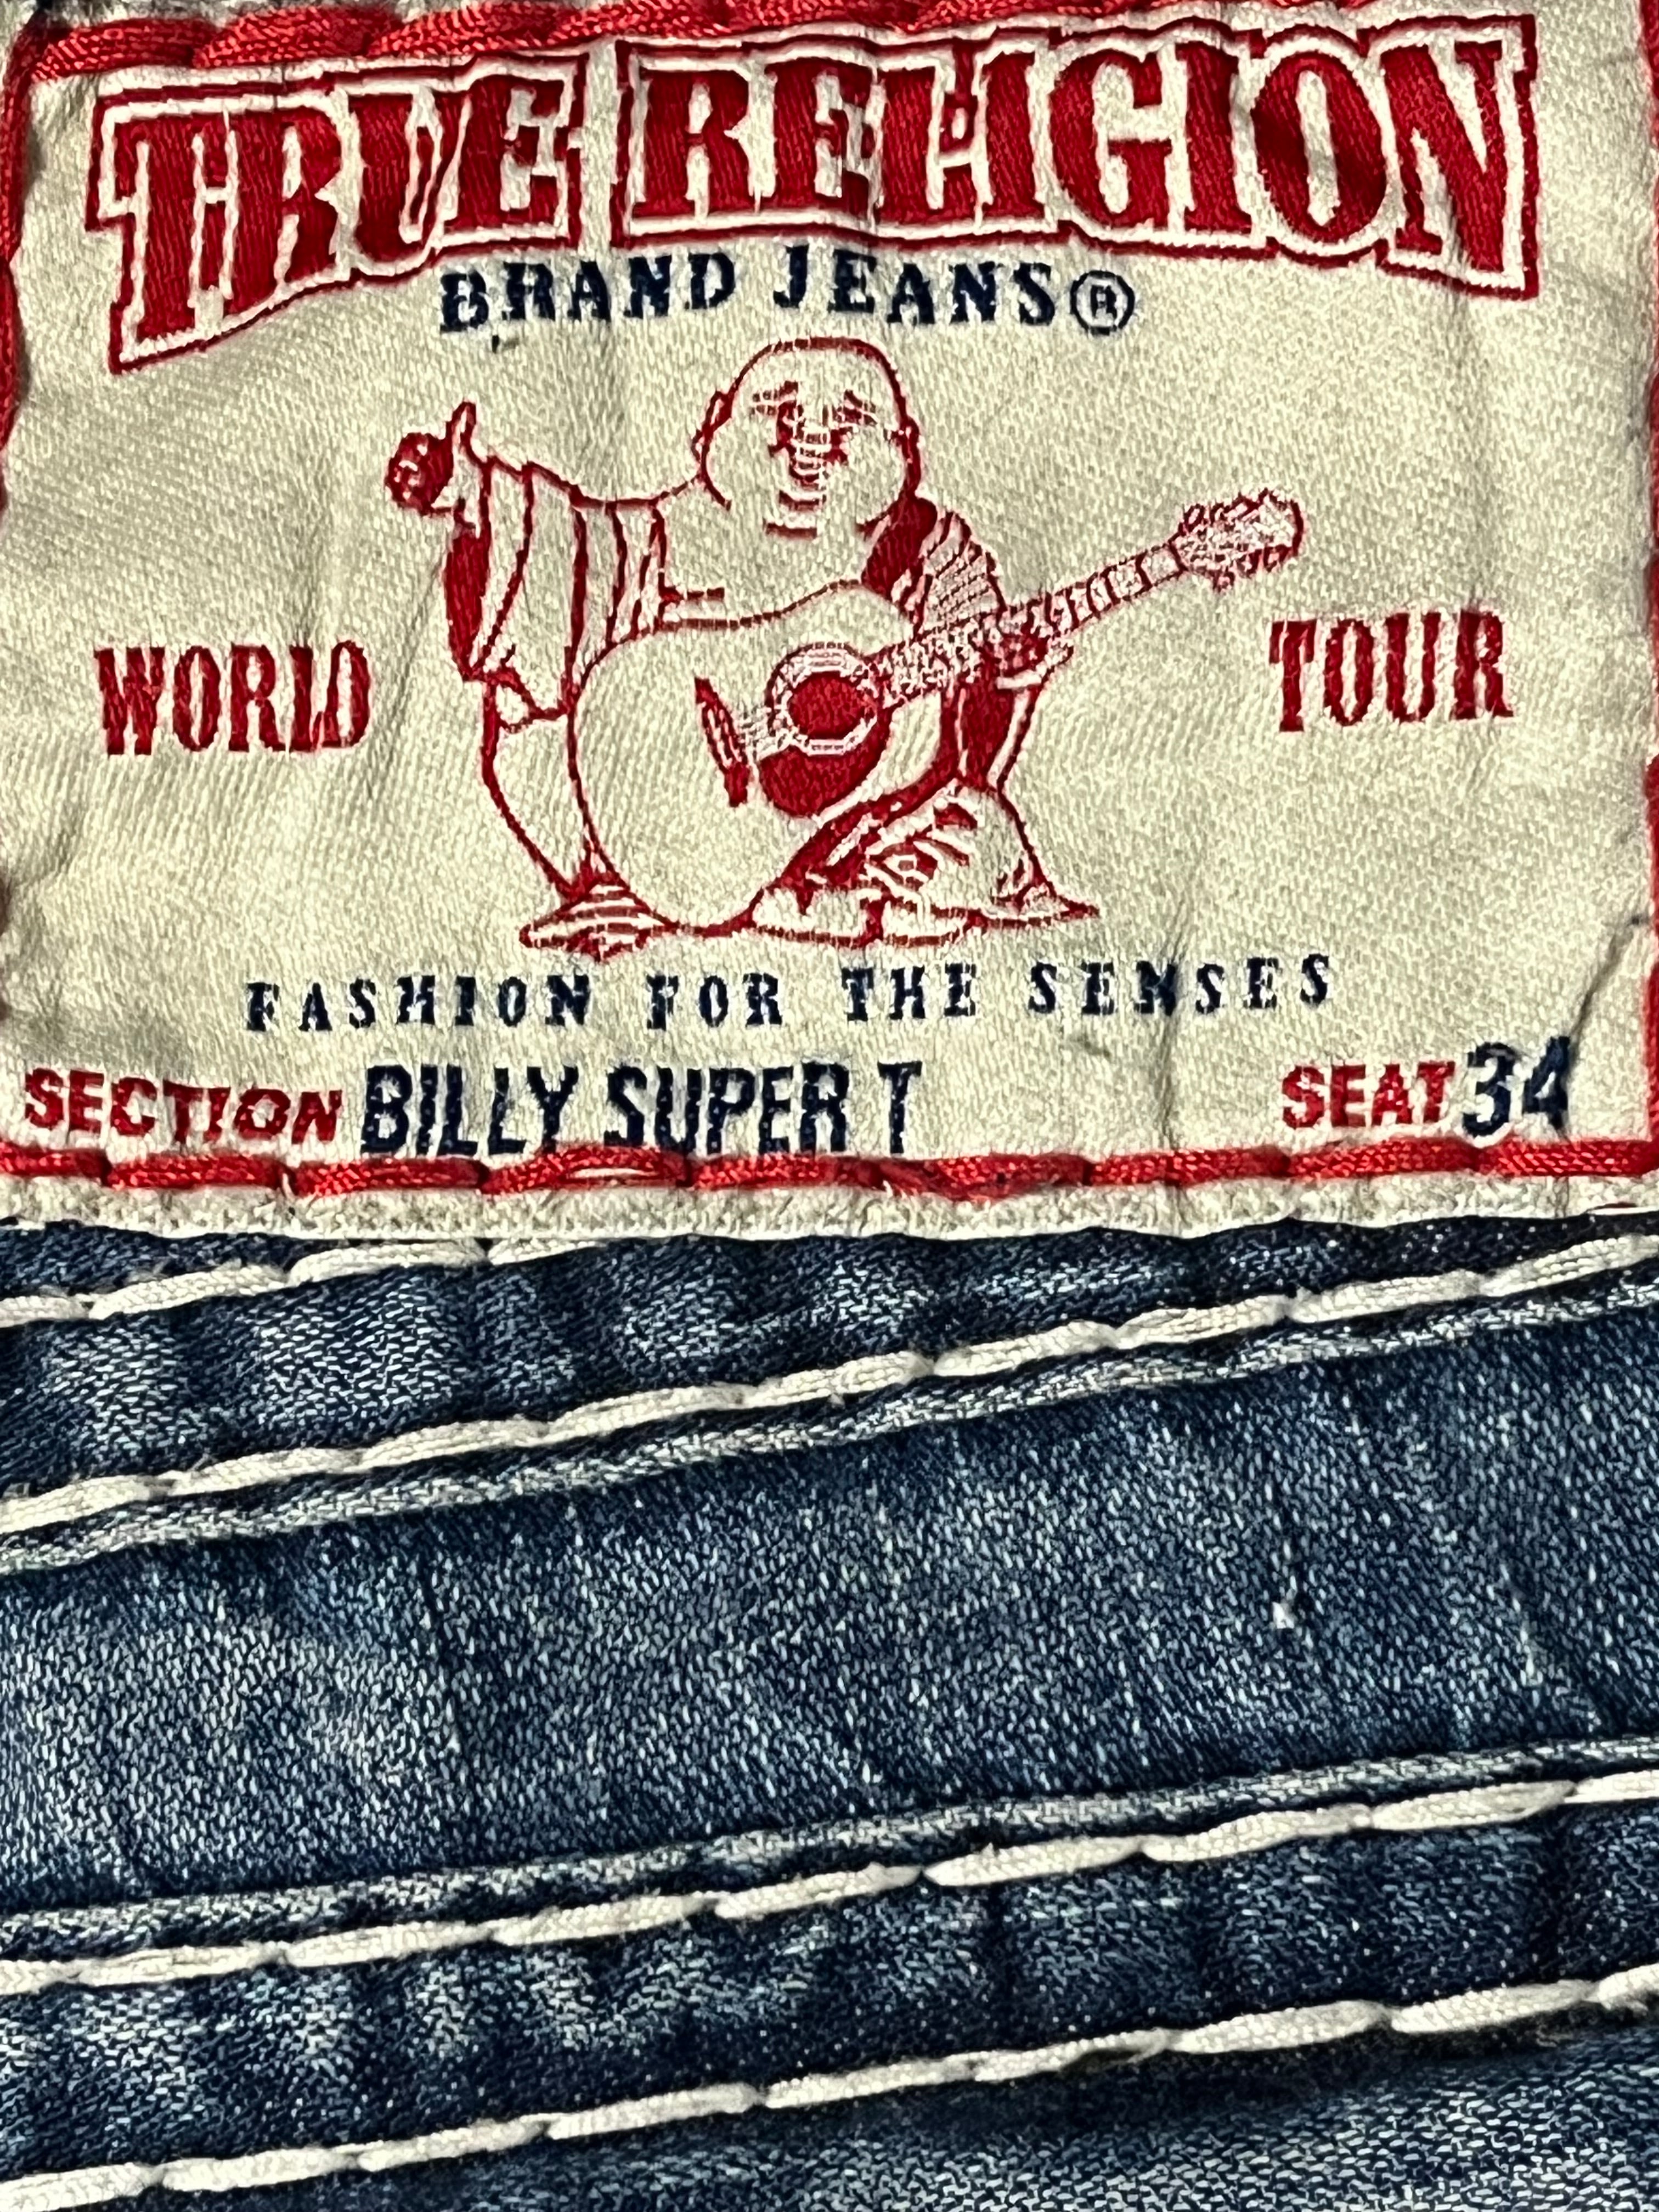 TRUE RELIGION
BRAND JEANS®
WORLD TOUR
FASHION FOR THE SENSES
SECTION BILLY SUPER T SEAT 34